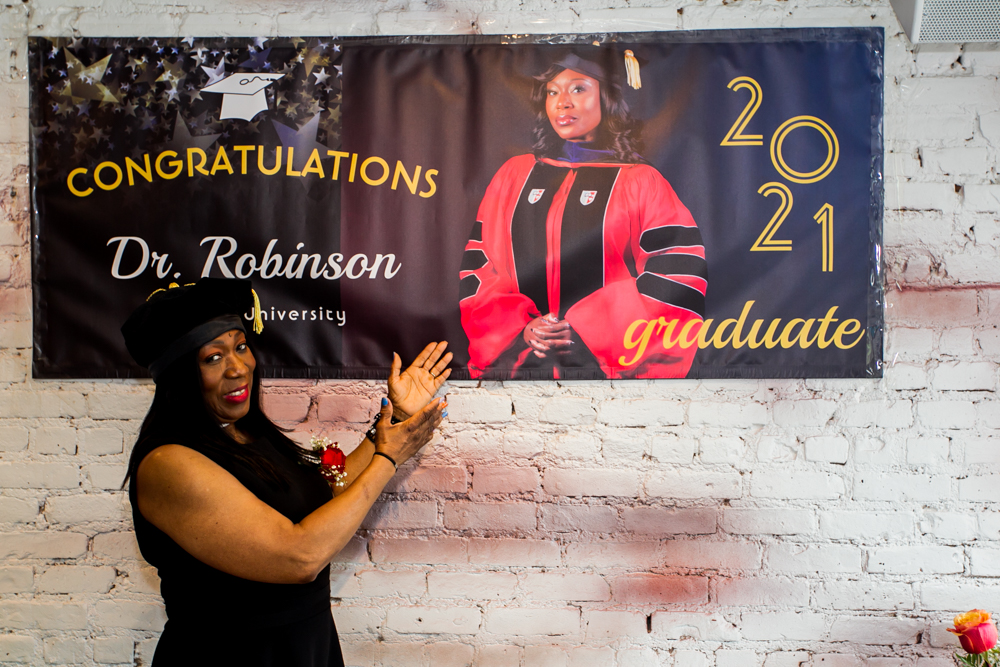 CONGRATULATIONS
Dr. Robinson
University
2021
graduate